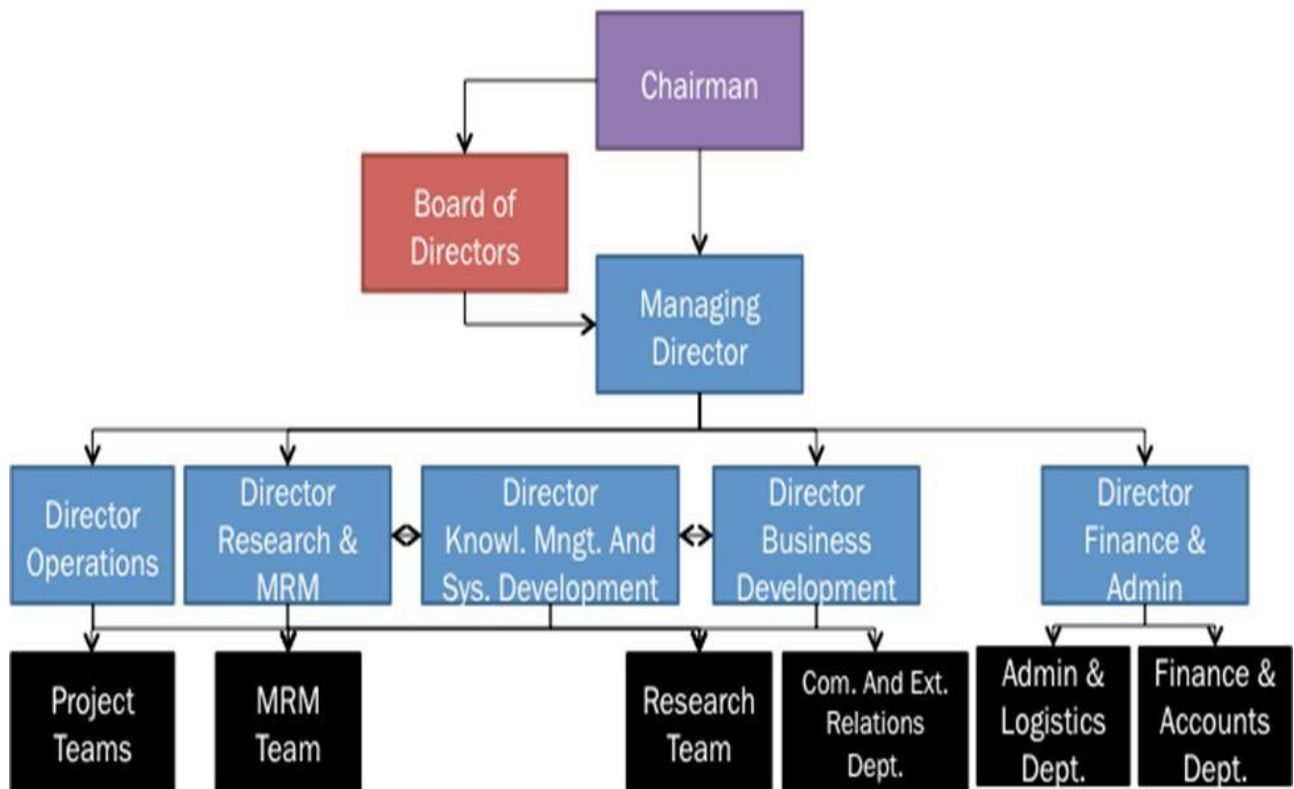 Chairman
Board of
Directors
Managing
Director
Director
Operations
Director
Research &
MRM
Director
Knowl. Mngt. And
Sys. Development
Director
Business
Development
Director
Finance &
Admin
Project
Teams
MRM
Team
Research
Team
Com. And Ext.
Relations
Dept.
Admin &
Logistics
Dept.
Finance &
Accounts
Dept.